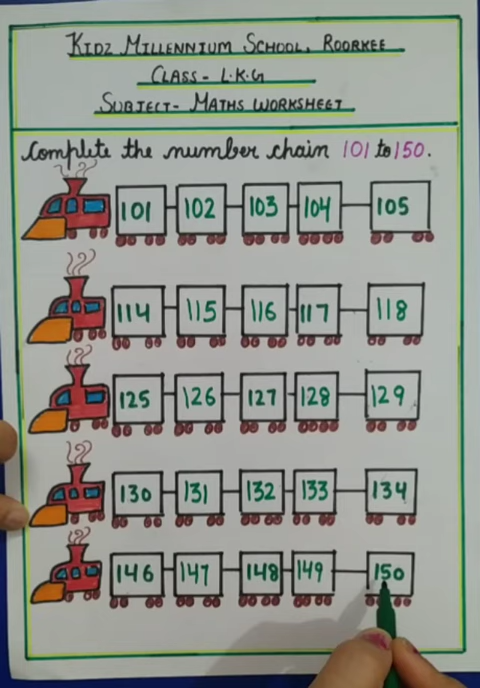 KIDZ MILLENNIUM SCHOOL, ROORKEE
CLASS- L.K.G
SUBJECT- MATHS WORKSHEET
Complete the number chain 101 to 150.
101 102 103 104 105
114 115 116 117 118
125 126 127 128 129
130 131 132 133 134
146 147 148 149 150